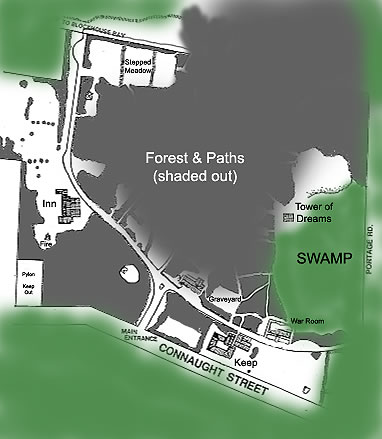 TO BLOCKHOUSE BAY
Stepped
Meadow
Forest & Paths
(shaded out)
Inn
Tower of
Dreams
Fire
SWAMP
PORTAGE RD.
Pylon
Keep
Out
Graveyard
War Room
MAIN
ENTRANCE
Keep
CONNAUGHT STREET